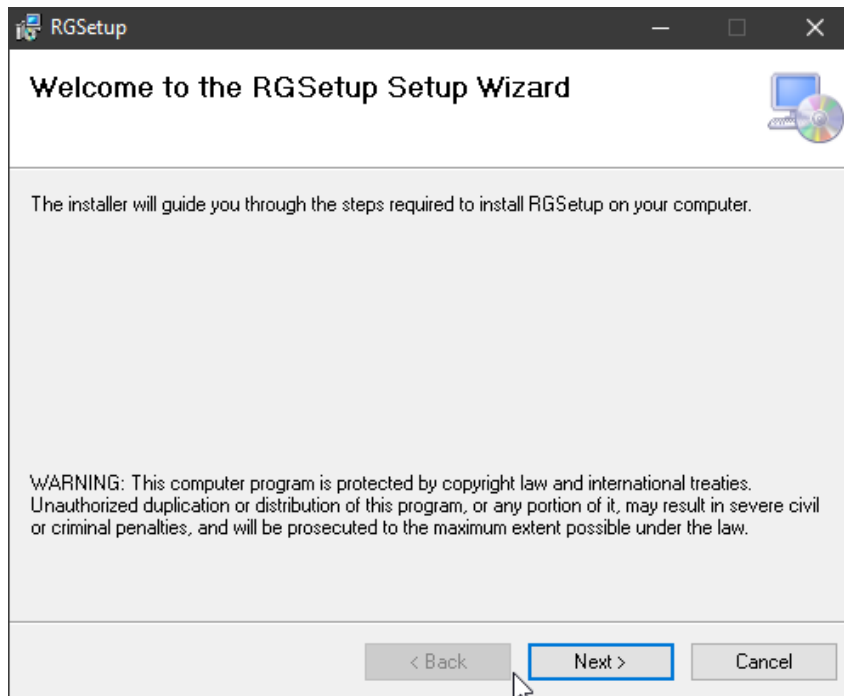 RGSetup
Welcome to the RGSetup Setup Wizard
The installer will guide you through the steps required to install RGSetup on your computer.
WARNING: This computer program is protected by copyright law and international treaties.
Unauthorized duplication or distribution of this program, or any portion of it, may result in severe civil
or criminal penalties, and will be prosecuted to the maximum extent possible under the law.
< Back Next > Cancel